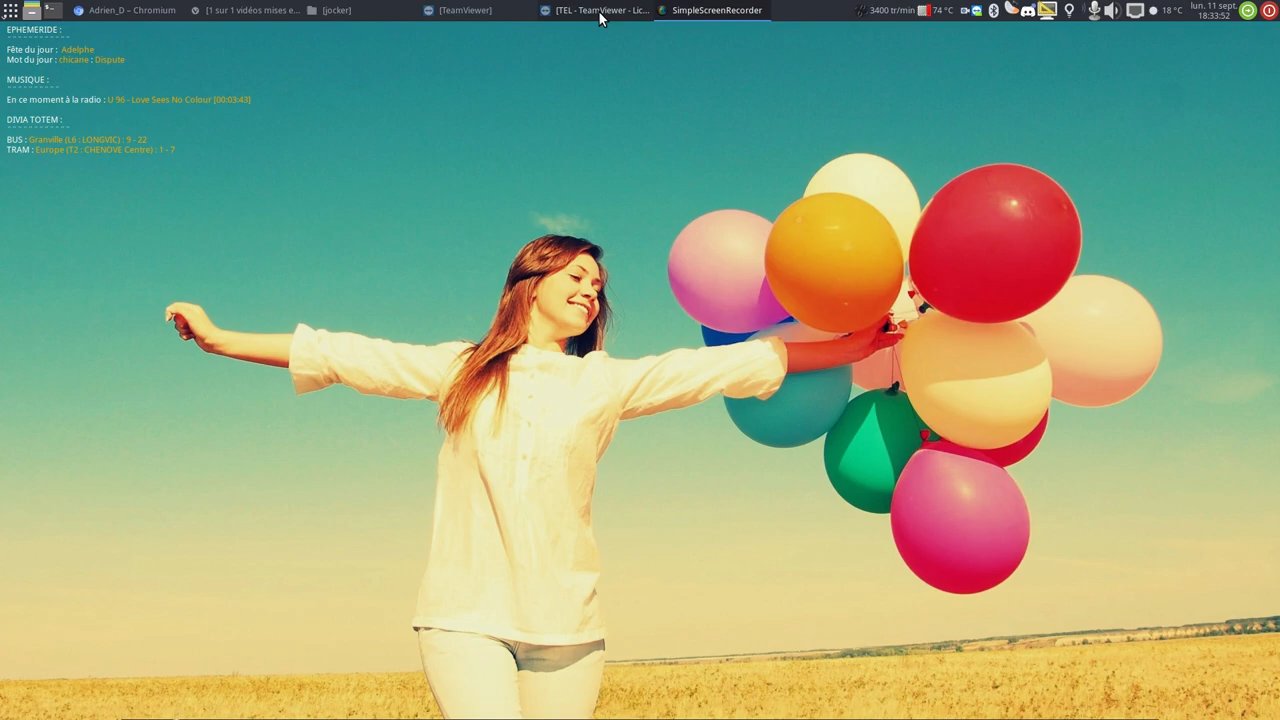 Adrien_D – Chromium
[1 sur 1 vidéos mises e...
[jocker]
[TeamViewer]
[TEL - TeamViewer - Lic...
SimpleScreenRecorder
3400 tr/min
74 °C
18 °C
lun. 11 sept.
18:33:52
EPHEMERIDE :
Fête du jour : Adelphe
Mot du jour : chicane : Dispute
MUSIQUE :
En ce moment à la radio : U 96 - Love Sees No Colour [00:03:43]
DIVIA TOTEM :
BUS : Granville (L6 : LONGVIC) : 9 - 22
TRAM : Europe (T2 : CHENOVE Centre) : 1 - 7